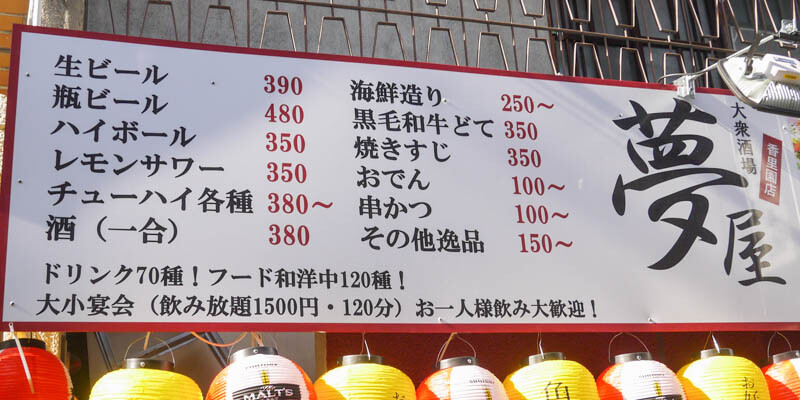 生ビール 390
瓶ビール 480
ハイボール 350
レモンサワー 350
チューハイ各種 380〜
酒（一合） 380
海鮮造り 250〜
黒毛和牛どて 350
焼きすじ 350
おでん 100〜
串かつ 100〜
その他逸品 150〜
ドリンク70種！フード和洋中120種！
大小宴会（飲み放題1500円・120分）お一人様飲み大歓迎！
大衆酒場
夢屋
香里園店
SUNTORY
MALT'S
角
お好